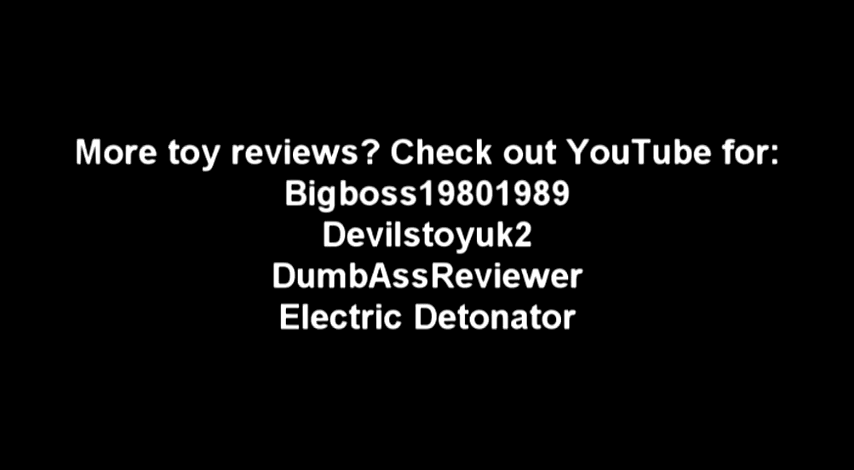 More toy reviews? Check out YouTube for:
Bigboss19801989
Devilstoyuk2
DumbAssReviewer
Electric Detonator